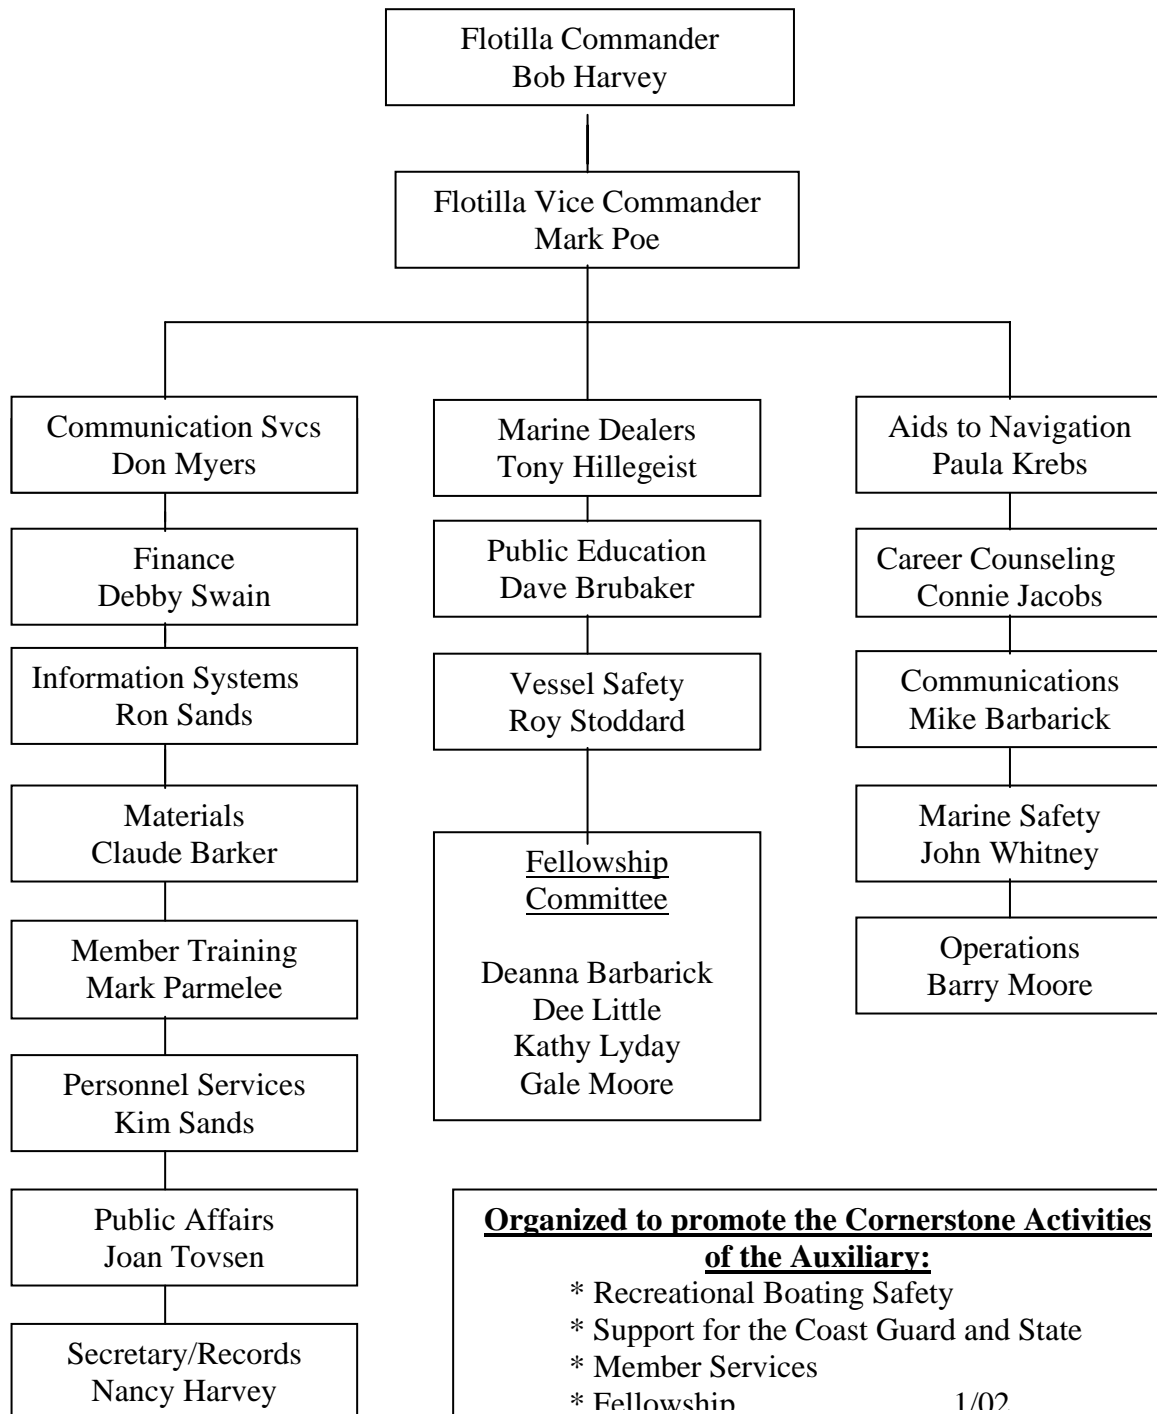 Flotilla Commander
Bob Harvey
Flotilla Vice Commander
Mark Poe
Communication Svcs
Don Myers
Finance
Debby Swain
Information Systems
Ron Sands
Materials
Claude Barker
Member Training
Mark Parmelee
Personnel Services
Kim Sands
Public Affairs
Joan Tovsen
Secretary/Records
Nancy Harvey
Marine Dealers
Tony Hillegeist
Public Education
Dave Brubaker
Vessel Safety
Roy Stoddard
Fellowship
Committee
Deanna Barbarick
Dee Little
Kathy Lyday
Gale Moore
Aids to Navigation
Paula Krebs
Career Counseling
Connie Jacobs
Communications
Mike Barbarick
Marine Safety
John Whitney
Operations
Barry Moore
Organized to promote the Cornerstone Activities
of the Auxiliary:
* Recreational Boating Safety
* Support for the Coast Guard and State
* Member Services
* Fellowship 1/02